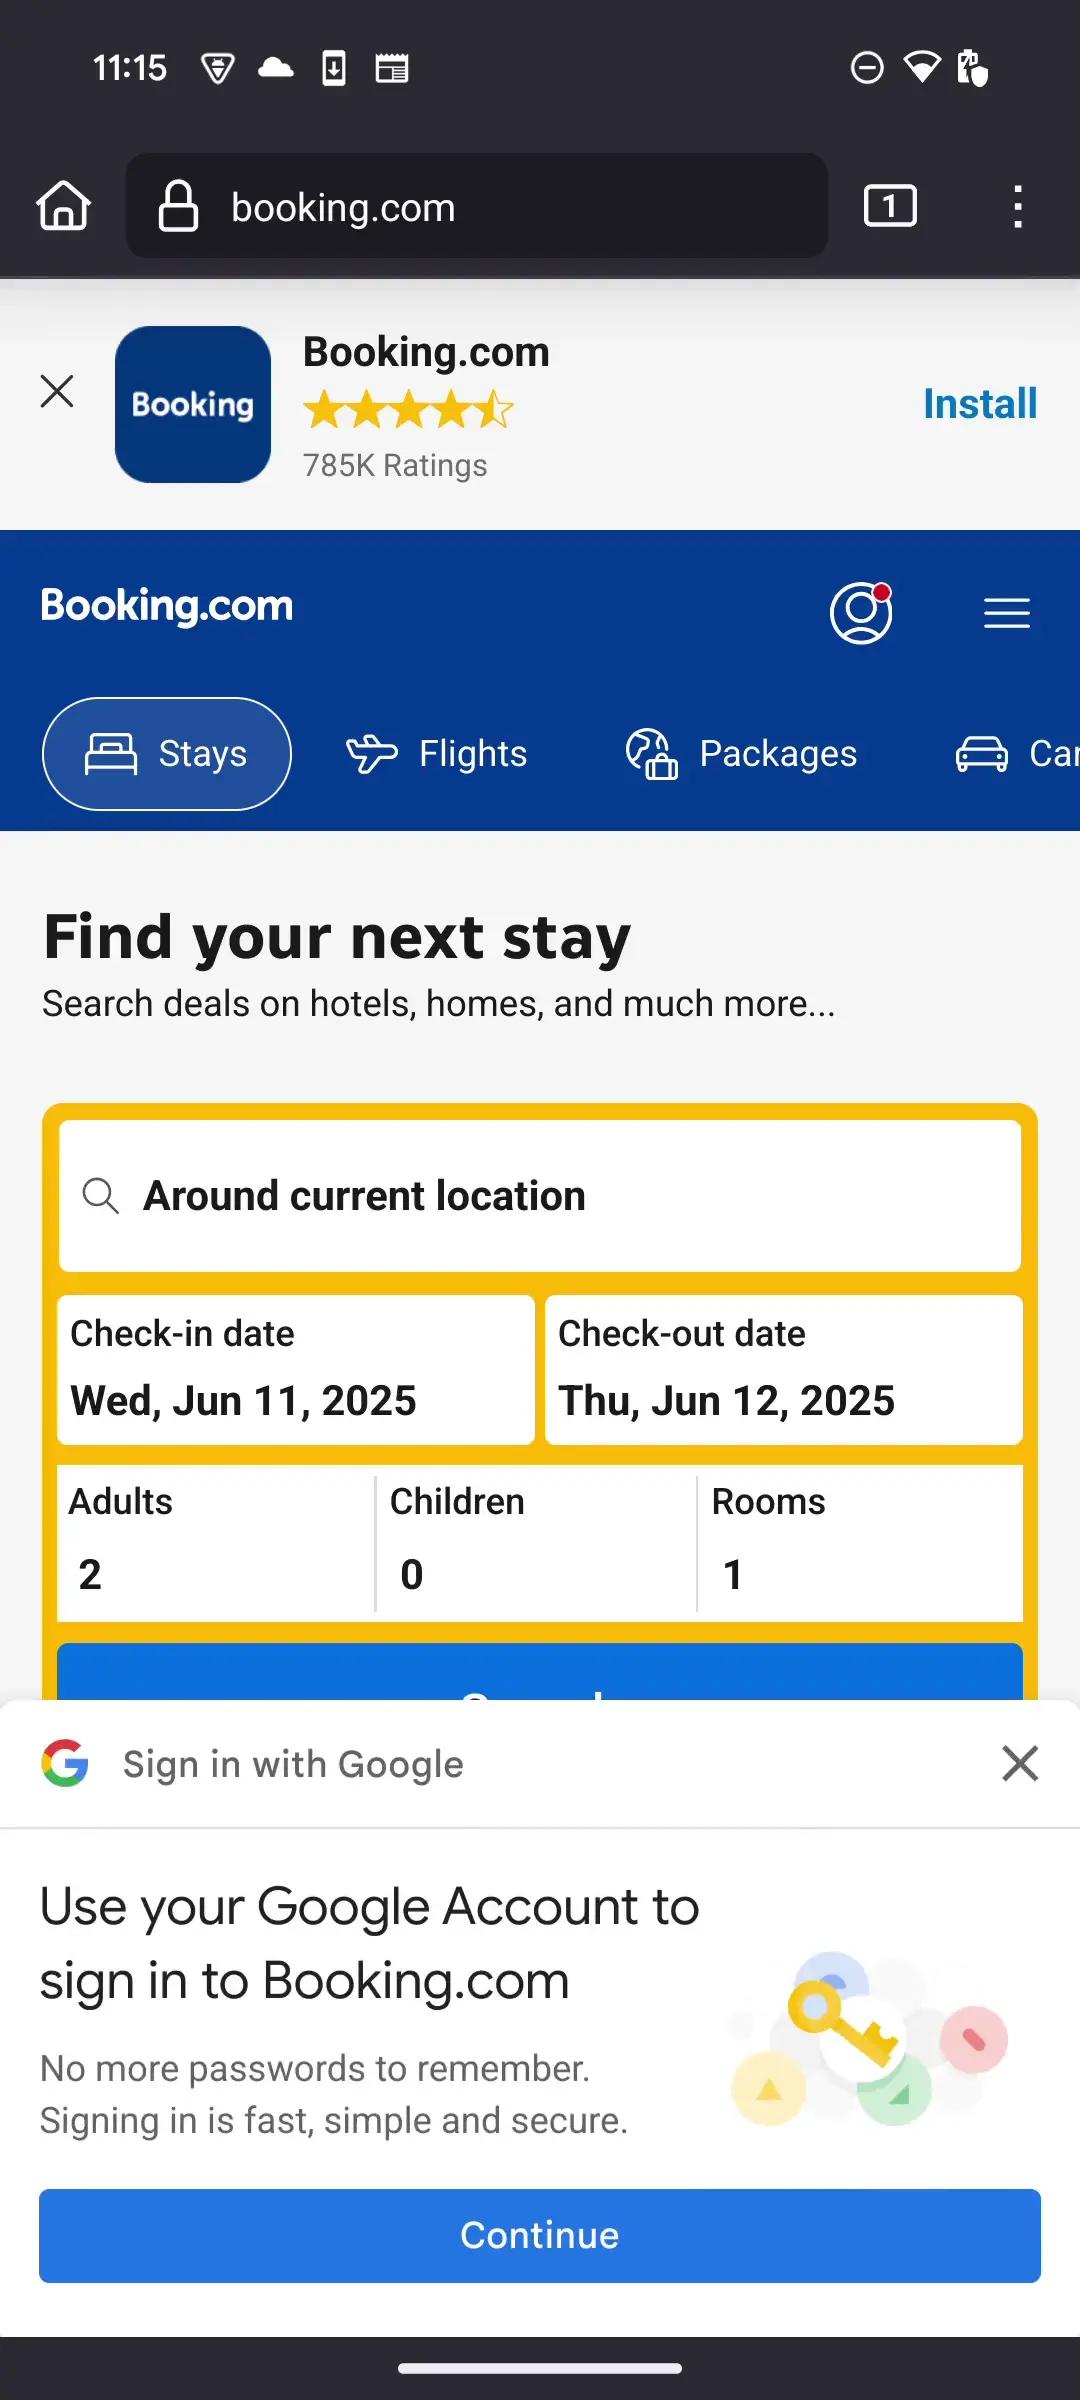 11:15
booking.com
1
Booking
Booking.com
785K Ratings
Install
Booking.com
Stays
Flights
Packages
Find your next stay
Search deals on hotels, homes, and much more...
Around current location
Check-in date
Wed, Jun 11, 2025
Check-out date
Thu, Jun 12, 2025
Adults
2
Children
0
Rooms
1
Sign in with Google
Use your Google Account to
sign in to Booking.com
No more passwords to remember.
Signing in is fast, simple and secure.
Continue